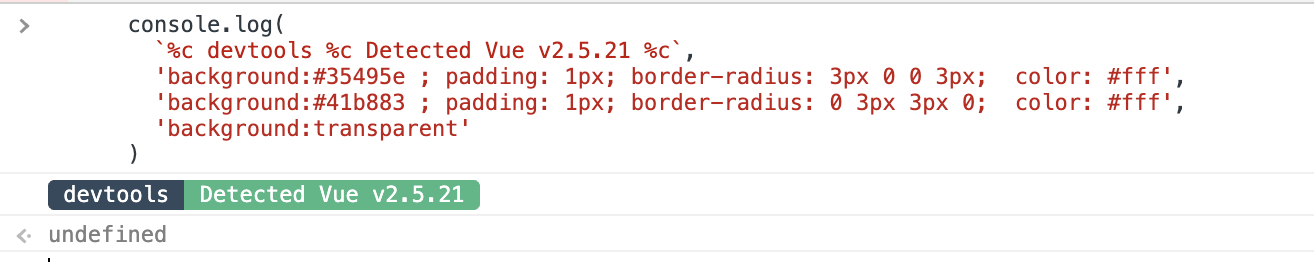 console.log(
`%c devtools %c Detected Vue v2.5.21 %c`,
'background:#35495e ; padding: 1px; border-radius: 3px 0 0 3px;  color: #fff',
'background:#41b883 ; padding: 1px; border-radius: 0 3px 3px 0;  color: #fff',
'background:transparent'
)
devtools Detected Vue v2.5.21
undefined